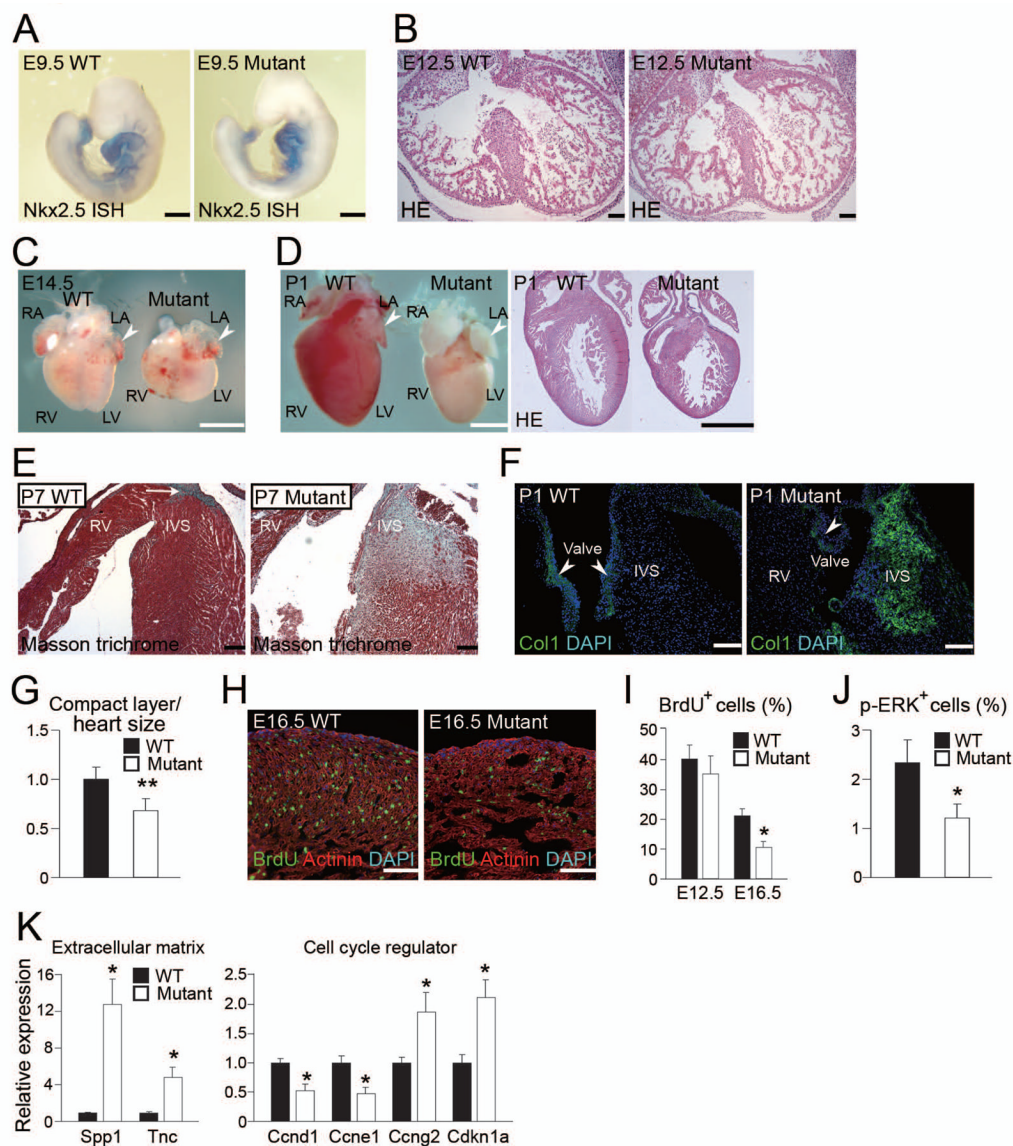 A
E9.5 WT
Nkx2.5 ISH
E9.5 Mutant
Nkx2.5 ISH
B
E12.5 WT
HE
E12.5 Mutant
HE
C
E14.5
WT Mutant
RA LA LA
RV RV LV
D
P1 WT Mutant
RA LA RA LA
RV LV RV LV
P1 WT Mutant
HE
E
P7 WT
RV IVS
Masson trichrome
P7 Mutant
RV IVS
Masson trichrome
F
P1 WT
Valve
IVS
Col1 DAPI
P1 Mutant
Valve
RV IVS
Col1 DAPI
G
Compact layer/
heart size
WT
Mutant
**
1.5
1.0
0.5
0
H
E16.5 WT
BrdU Actinin DAPI
E16.5 Mutant
BrdU Actinin DAPI
I
BrdU+ cells (%)
WT
Mutant
*
50
40
30
20
10
0
E12.5 E16.5
J
p-ERK+ cells (%)
WT
Mutant
*
3
2
1
0
K
Extracellular matrix
WT
Mutant
* *
Relative expression
16
12
8
4
0
Spp1 Tnc
Cell cycle regulator
* * * *
2.5
2.0
1.5
1.0
0.5
0
Ccnd1 Ccne1 Ccng2 Cdkn1a